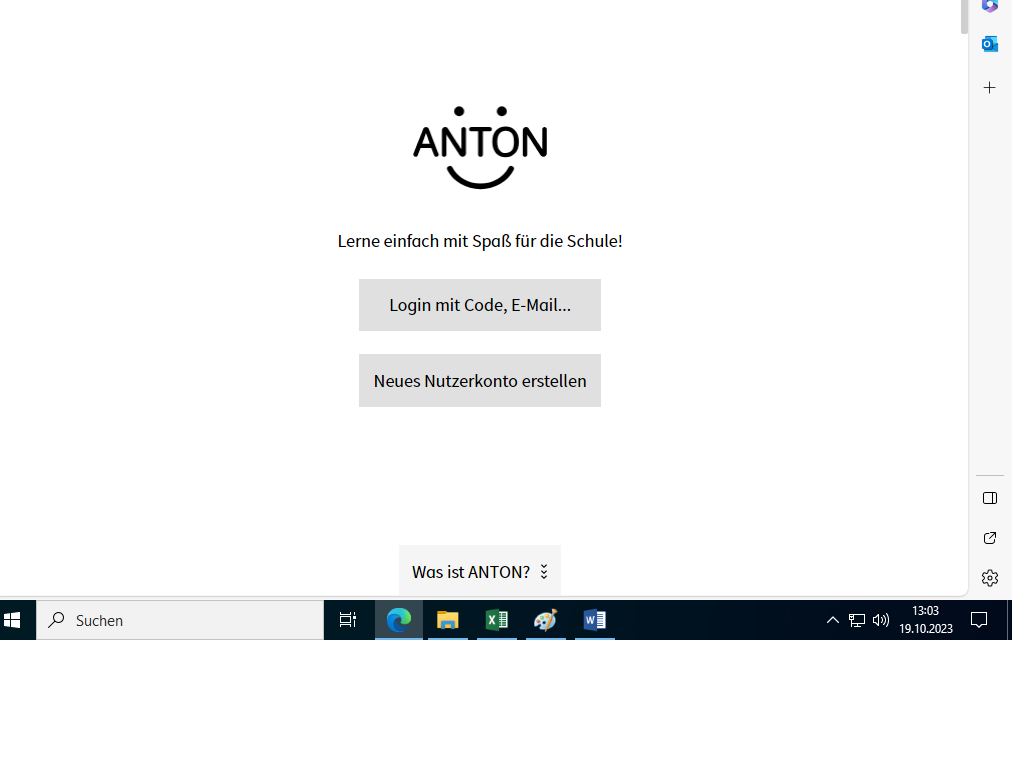 ANTON
Lerne einfach mit Spaß für die Schule!
Login mit Code, E-Mail...
Neues Nutzerkonto erstellen
Was ist ANTON?
Suchen
13:03
19.10.2023